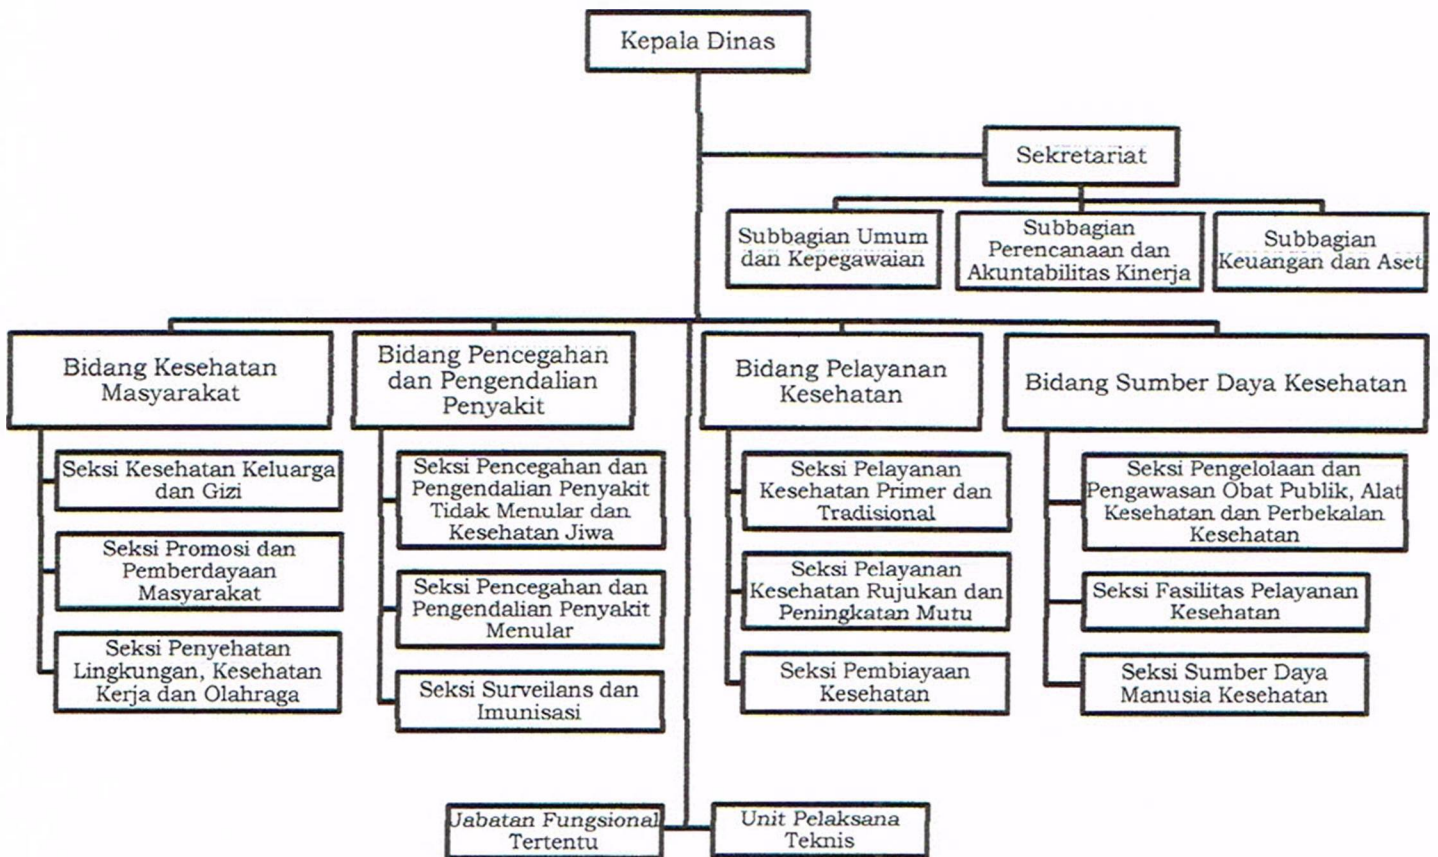 Kepala Dinas
Sekretariat
Subbagian Umum
dan Kepegawaian
Subbagian
Perencanaan dan
Akuntabilitas Kinerja
Subbagian
Keuangan dan Aset
Bidang Kesehatan
Masyarakat
Seksi Kesehatan Keluarga
dan Gizi
Seksi Promosi dan
Pemberdayaan
Masyarakat
Seksi Penyehatan
Lingkungan, Kesehatan
Kerja dan Olahraga
Bidang Pencegahan
dan Pengendalian
Penyakit
Seksi Pencegahan dan
Pengendalian Penyakit
Tidak Menular dan
Kesehatan Jiwa
Seksi Pencegahan dan
Pengendalian Penyakit
Menular
Seksi Surveilans dan
Imunisasi
Bidang Pelayanan
Kesehatan
Seksi Pelayanan
Kesehatan Primer dan
Tradisional
Seksi Pelayanan
Kesehatan Rujukan dan
Peningkatan Mutu
Seksi Pembiayaan
Kesehatan
Bidang Sumber Daya Kesehatan
Seksi Pengelolaan dan
Pengawasan Obat Publik, Alat
Kesehatan dan Perbekalan
Kesehatan
Seksi Fasilitas Pelayanan
Kesehatan
Seksi Sumber Daya
Manusia Kesehatan
Jabatan Fungsional
Tertentu
Unit Pelaksana
Teknis